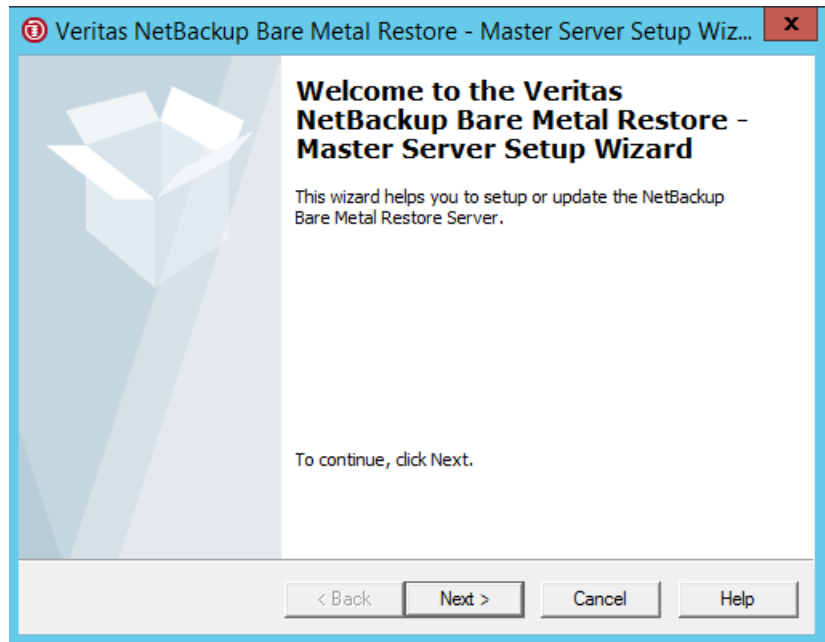 Veritas NetBackup Bare Metal Restore - Master Server Setup Wiz...
x
Welcome to the Veritas
NetBackup Bare Metal Restore -
Master Server Setup Wizard
This wizard helps you to setup or update the NetBackup
Bare Metal Restore Server.
To continue, click Next.
< Back
Next >
Cancel
Help